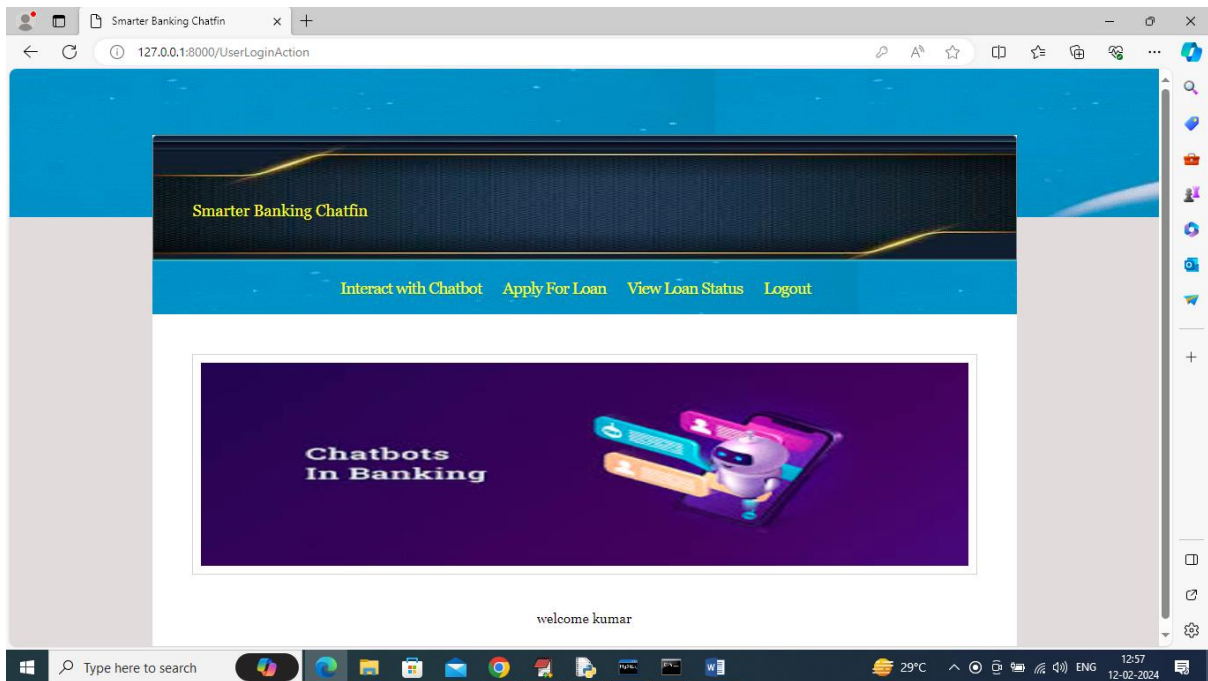 Smarter Banking Chatfin
127.0.0.1:8000/UserLoginAction
Smarter Banking Chatfin
Interact with Chatbot Apply For Loan View Loan Status Logout
Chatbots
In Banking
welcome kumar
Type here to search
29°C
ENG
12:57
12-02-2024